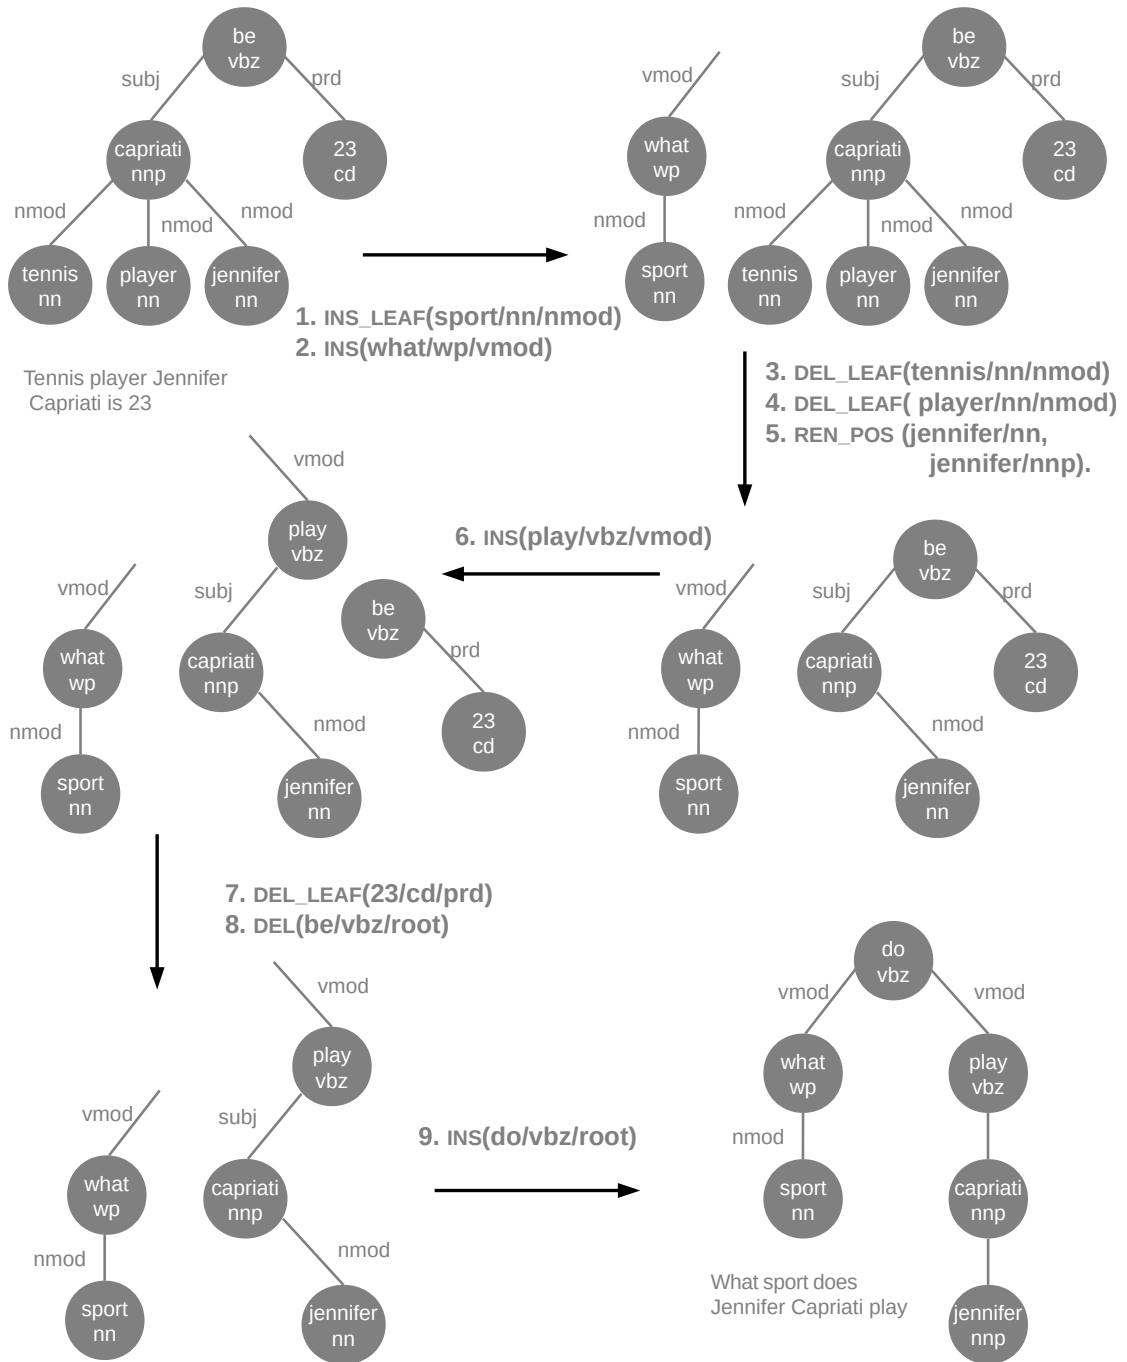 be
vbz
subj
prd
capriati
nnp
23
cd
nmod
nmod
nmod
tennis
nn
player
nn
jennifer
nn
Tennis player Jennifer
Capriati is 23
1. INS_LEAF(sport/nn/nmod)
2. INS(what/wp/vmod)
vmod
what
wp
nmod
sport
nn
be
vbz
subj
prd
capriati
nnp
23
cd
nmod
nmod
nmod
tennis
nn
player
nn
jennifer
nn
3. DEL_LEAF(tennis/nn/nmod)
4. DEL_LEAF( player/nn/nmod)
5. REN_POS (jennifer/nn,
jennifer/nnp).
vmod
what
wp
nmod
sport
nn
be
vbz
subj
prd
capriati
nnp
23
cd
nmod
jennifer
nn
6. INS(play/vbz/vmod)
vmod
what
wp
nmod
sport
nn
vmod
play
vbz
subj
capriati
nnp
nmod
jennifer
nn
be
vbz
prd
23
cd
7. DEL_LEAF(23/cd/prd)
8. DEL(be/vbz/root)
vmod
what
wp
nmod
sport
nn
vmod
play
vbz
subj
capriati
nnp
nmod
jennifer
nn
9. INS(do/vbz/root)
do
vbz
vmod
vmod
what
wp
play
vbz
nmod
sport
nn
capriati
nnp
jennifer
nnp
What sport does
Jennifer Capriati play